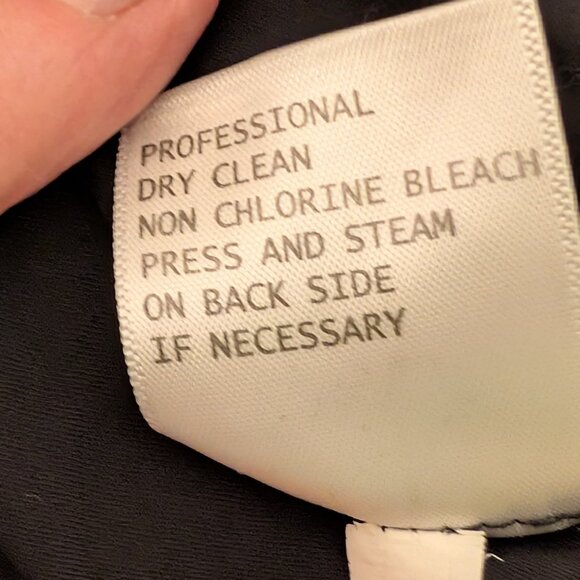 PROFESSIONAL
DRY CLEAN
NON CHLORINE BLEACH
PRESS AND STEAM
ON BACK SIDE
IF NECESSARY